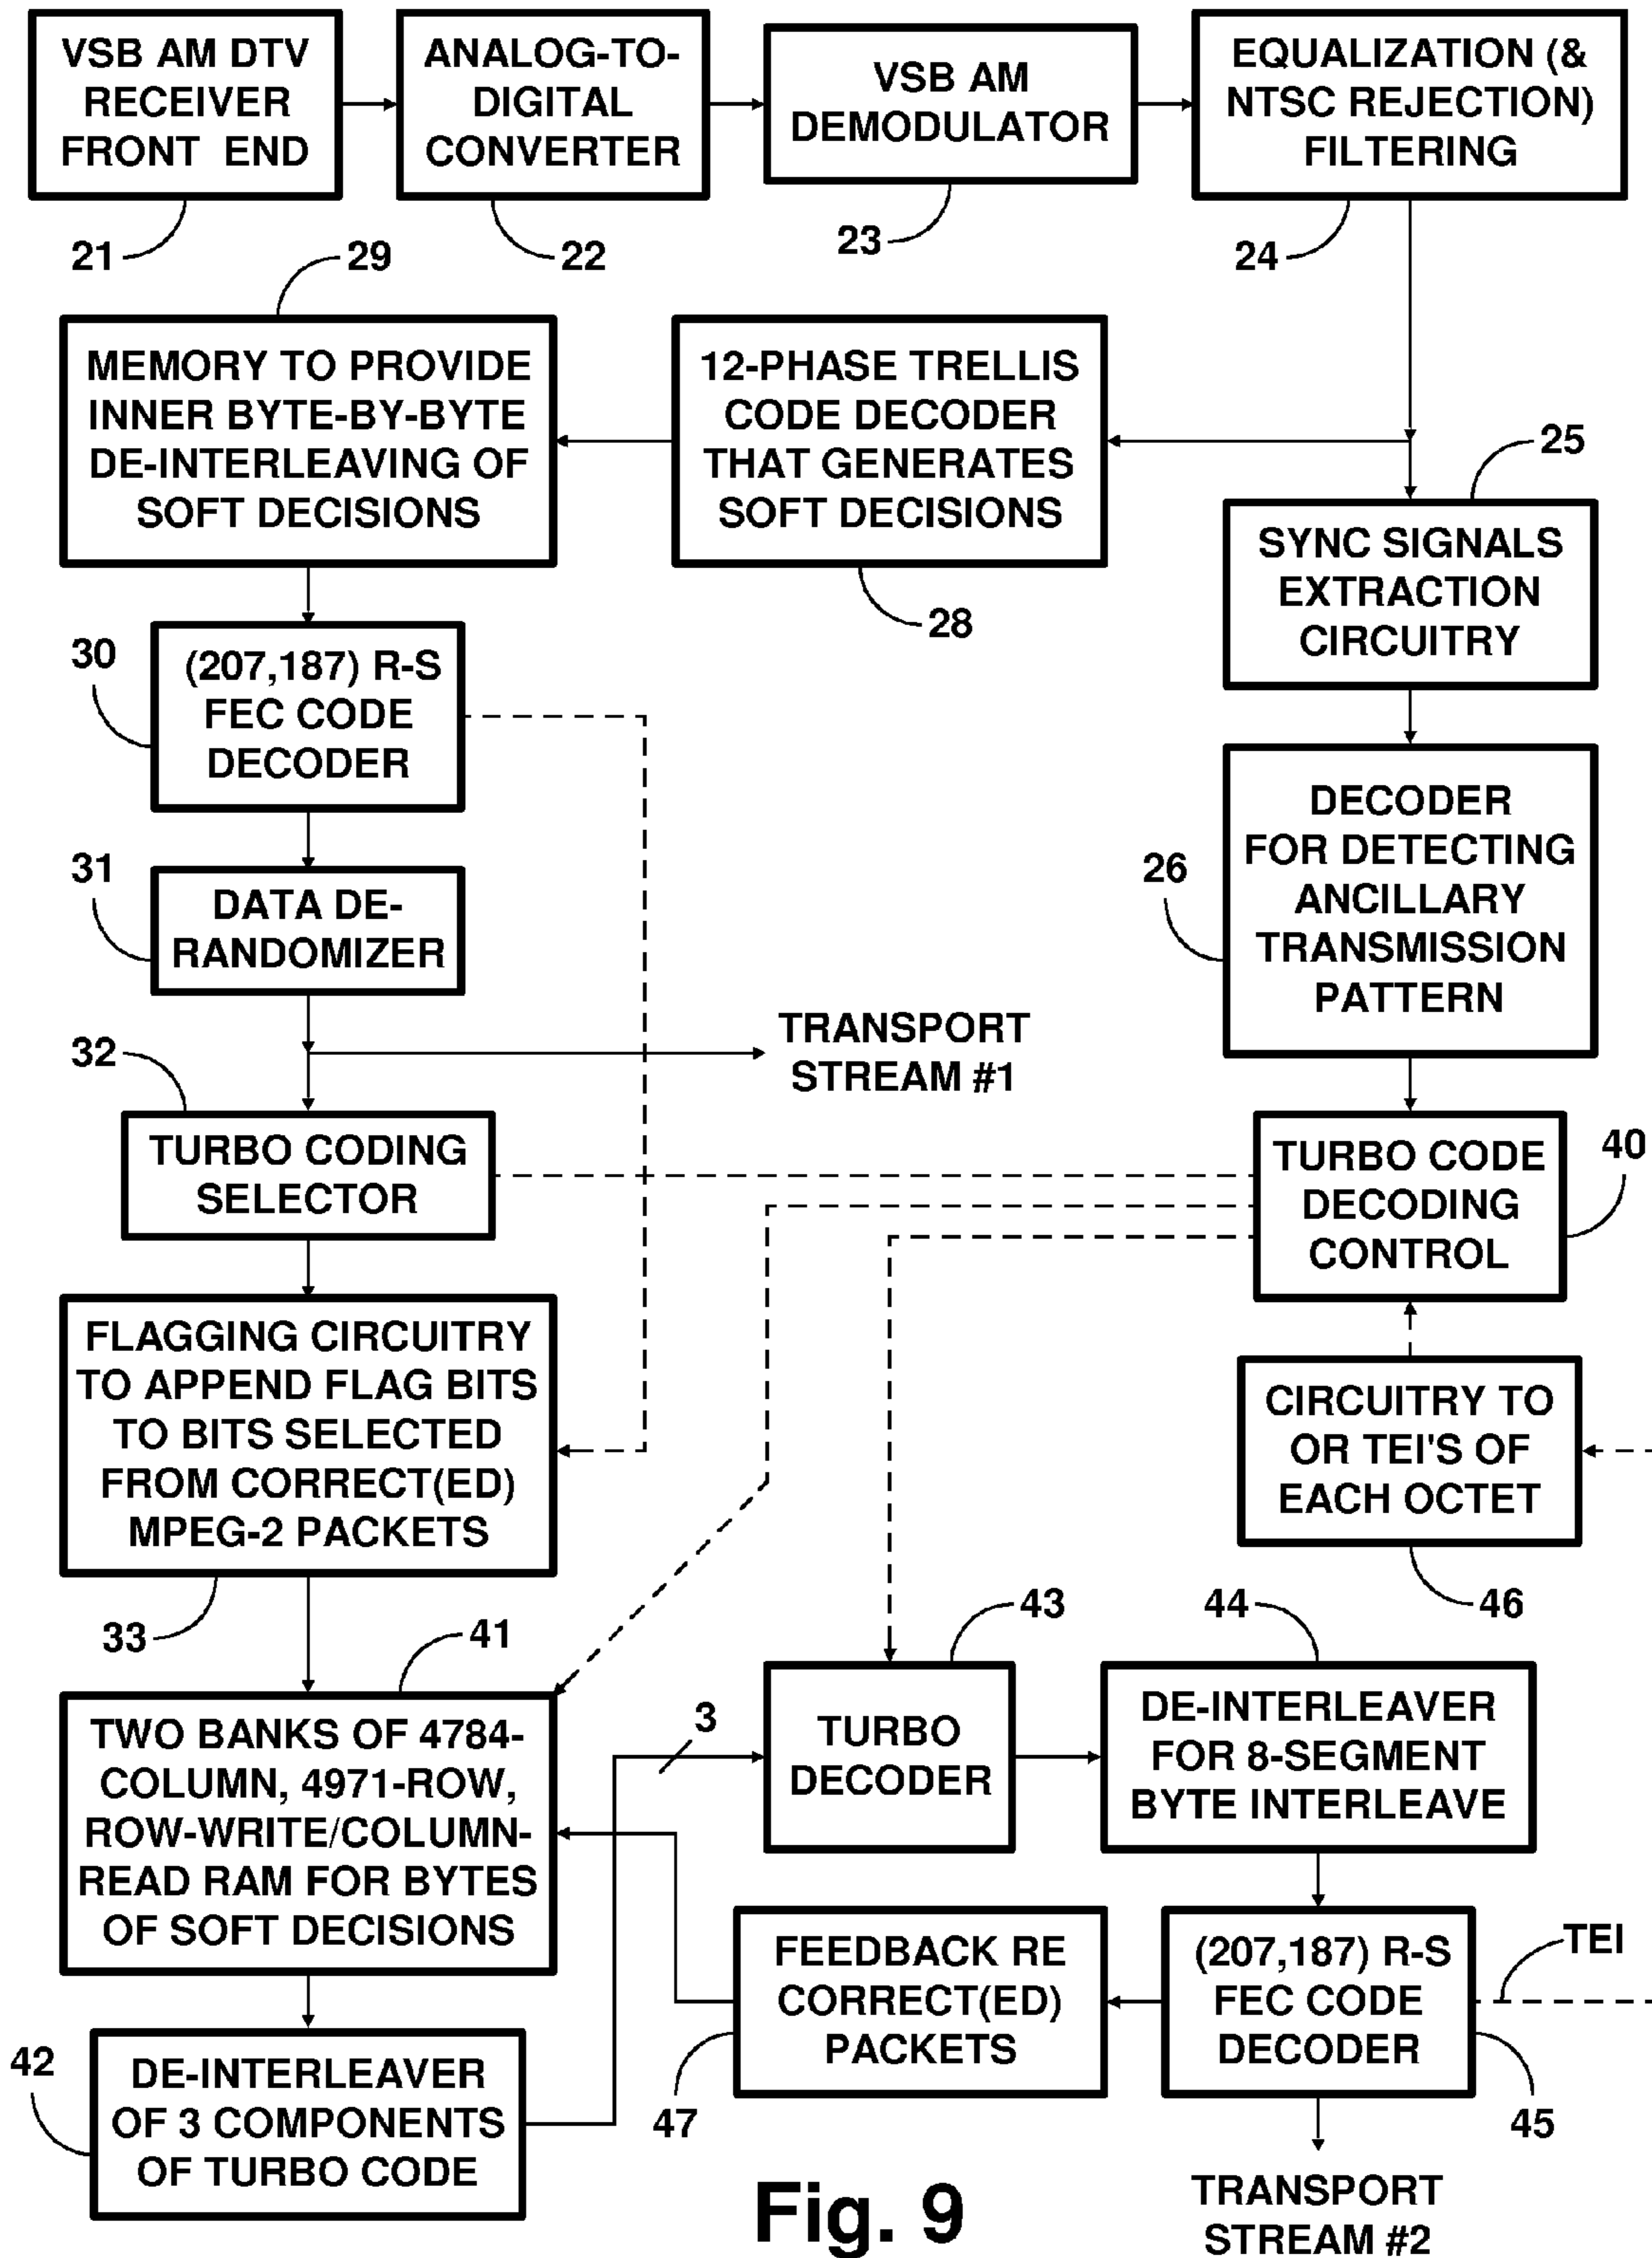 VSB AM DTV
RECEIVER
FRONT END
21
ANALOG-TO-
DIGITAL
CONVERTER
22
VSB AM
DEMODULATOR
23
EQUALIZATION (&
NTSC REJECTION)
FILTERING
24
29
MEMORY TO PROVIDE
INNER BYTE-BY-BYTE
DE-INTERLEAVING OF
SOFT DECISIONS
12-PHASE TRELLIS
CODE DECODER
THAT GENERATES
SOFT DECISIONS
28
25
SYNC SIGNALS
EXTRACTION
CIRCUITRY
30
(207,187) R-S
FEC CODE
DECODER
26
DECODER
FOR DETECTING
ANCILLARY
TRANSMISSION
PATTERN
31
DATA DE-
RANDOMIZER
TRANSPORT
STREAM #1
32
TURBO CODING
SELECTOR
40
TURBO CODE
DECODING
CONTROL
FLAGGING CIRCUITRY
TO APPEND FLAG BITS
TO BITS SELECTED
FROM CORRECT(ED)
MPEG-2 PACKETS
33
CIRCUITRY TO
OR TEI'S OF
EACH OCTET
46
41
TWO BANKS OF 4784-
COLUMN, 4971-ROW,
ROW-WRITE/COLUMN-
READ RAM FOR BYTES
OF SOFT DECISIONS
3
43
TURBO
DECODER
44
DE-INTERLEAVER
FOR 8-SEGMENT
BYTE INTERLEAVE
FEEDBACK RE
CORRECT(ED)
PACKETS
47
(207,187) R-S
FEC CODE
DECODER
45
TEI
42
DE-INTERLEAVER
OF 3 COMPONENTS
OF TURBO CODE
TRANSPORT
STREAM #2
Fig. 9